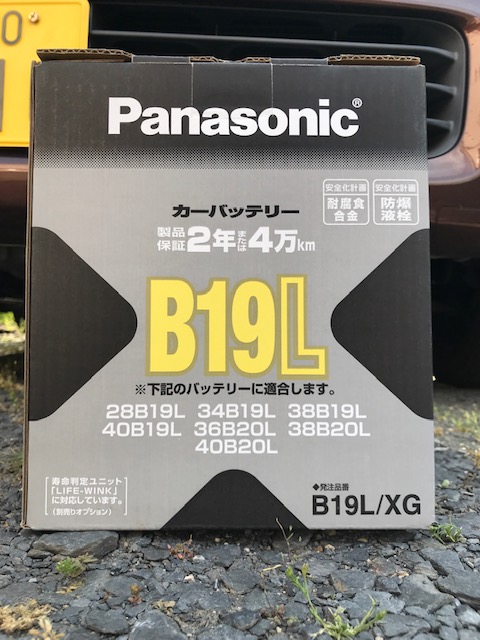 0
Panasonic®
安全化計画
耐腐食
合金
安全化計画
防爆
液栓
カーバッテリー
製品保証2年または4万km
B19L
※下記のバッテリーに適合します。
28B19L 34B19L 38B19L
40B19L 36B20L 38B20L
40B20L
寿命判定ユニット
「LIFE-WINK」
に対応しています。
(別売りオプション)
◆発注品番
B19L/XG